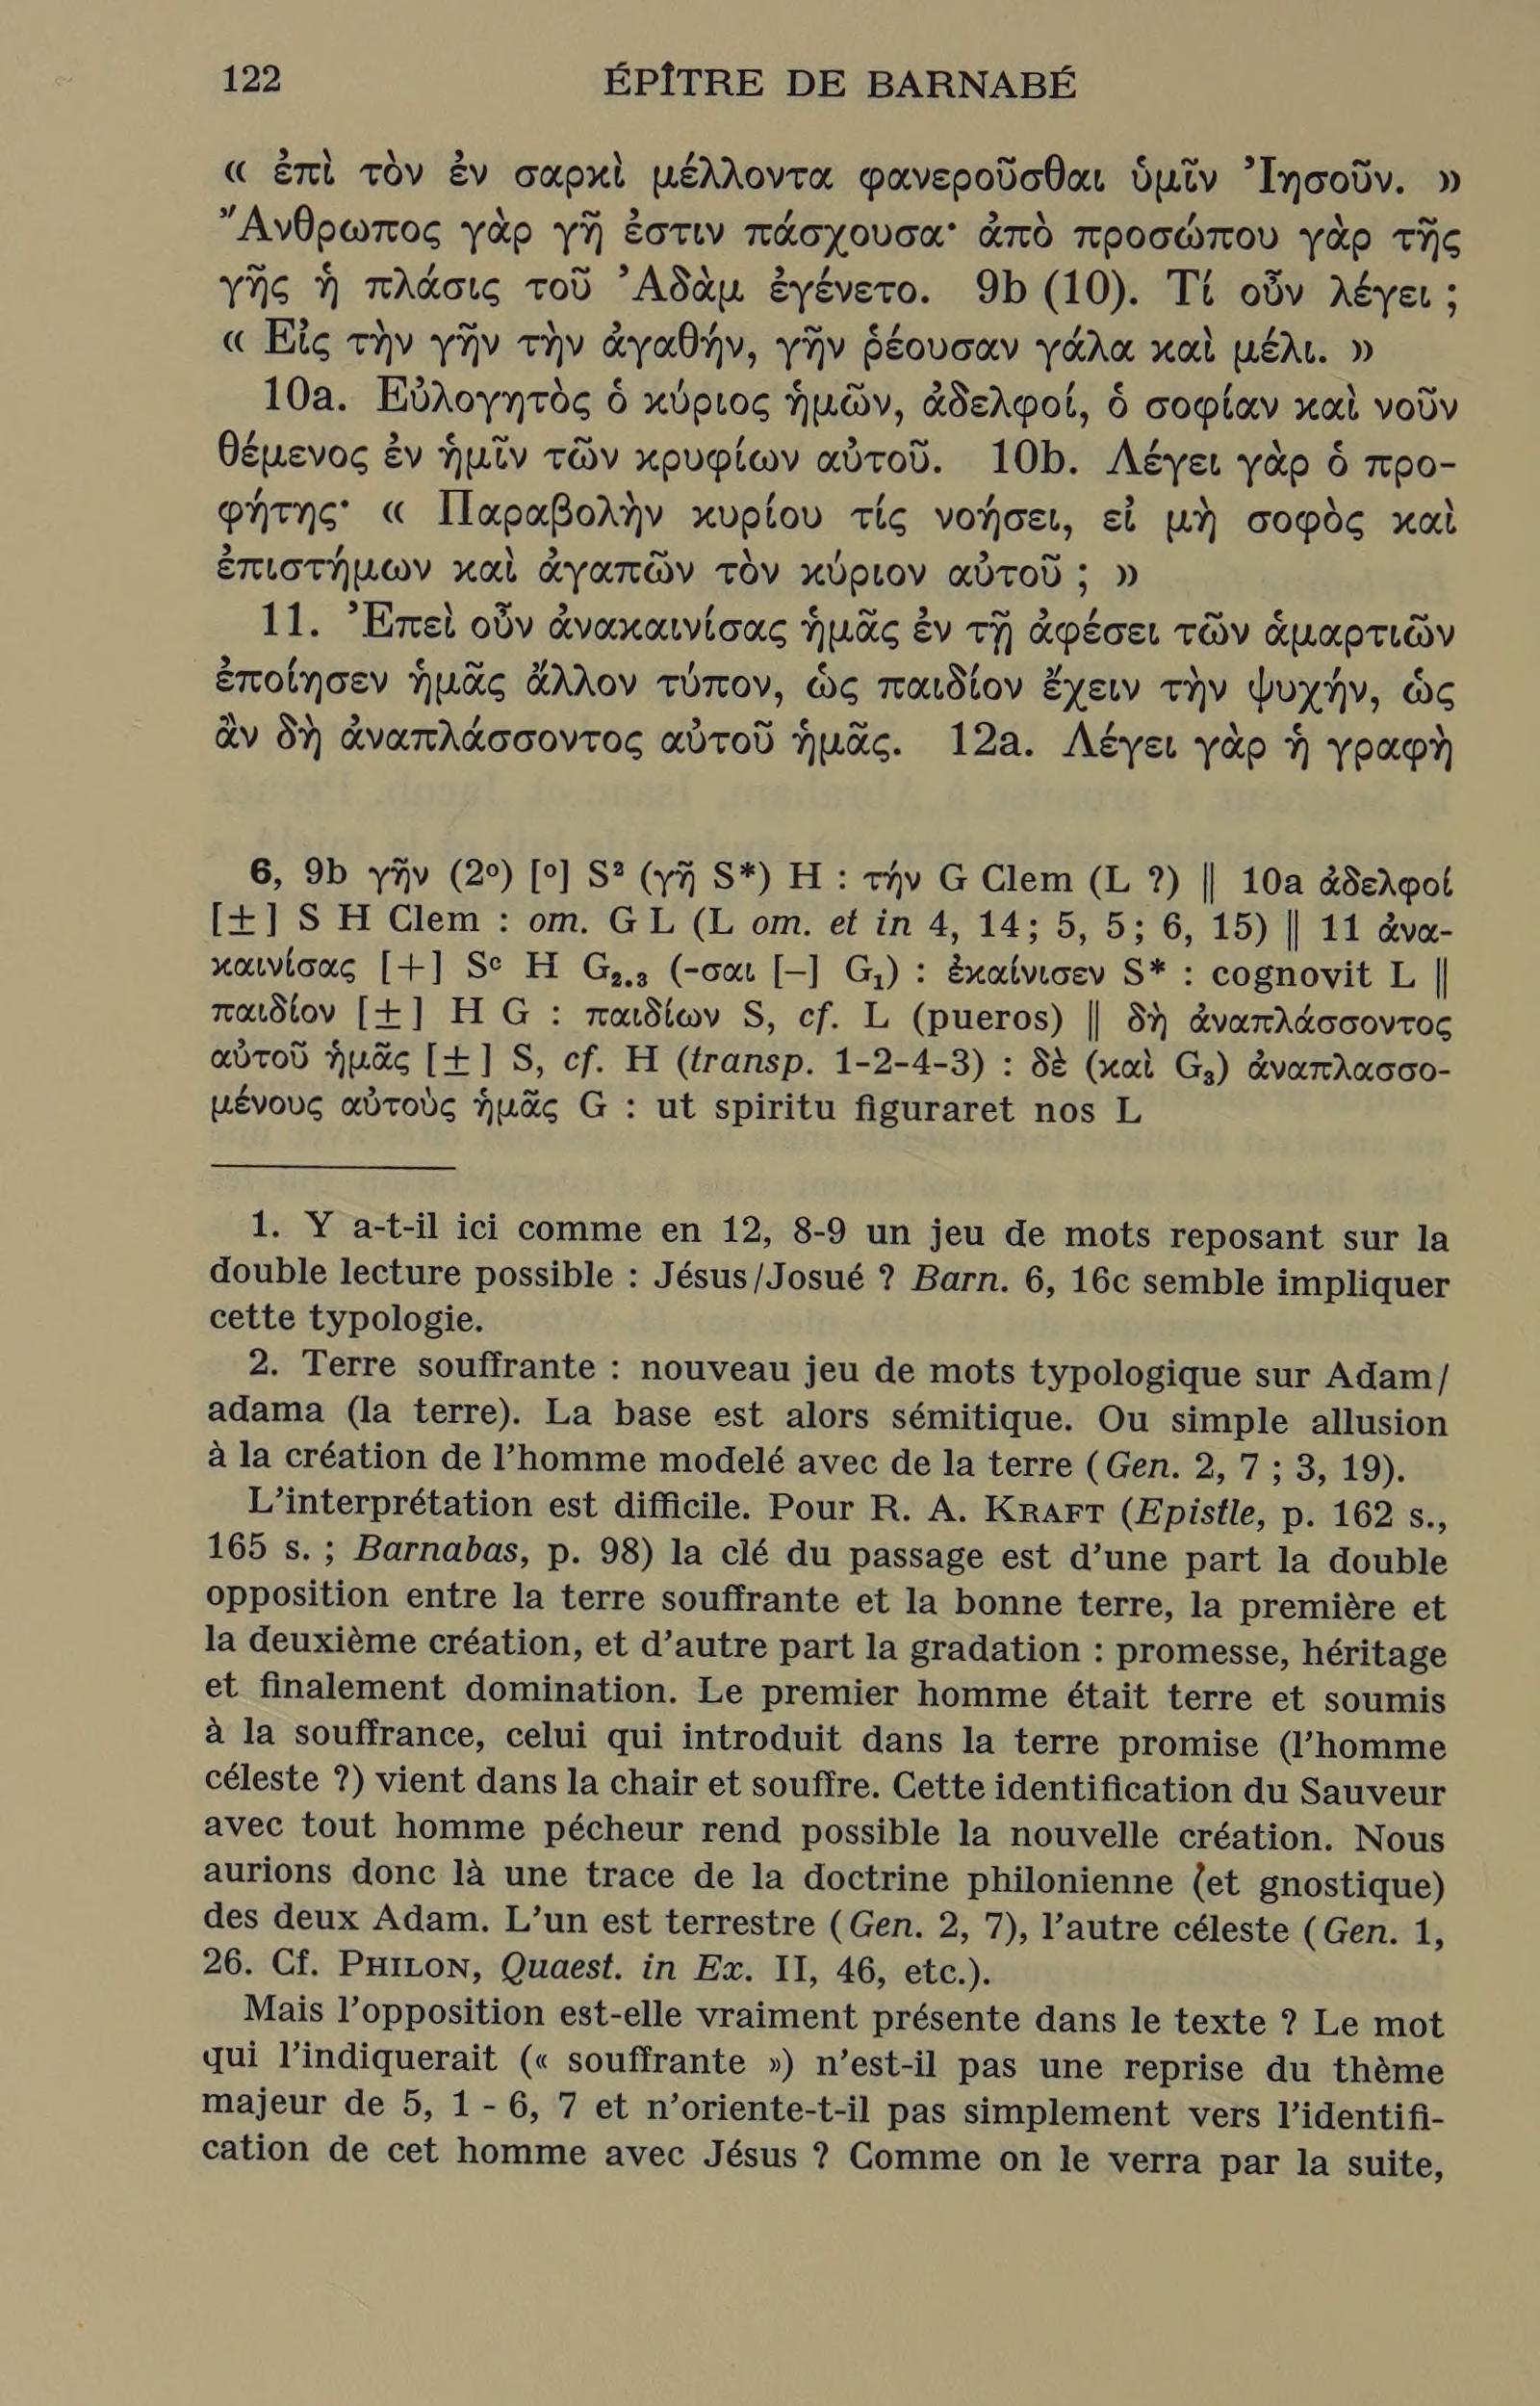 122 ÉPÎTRE DE BARNABÉ
« ἐπὶ τὸν ἐν σαρκὶ μέλλοντα φανεροῦσθαι ὑμῖν Ἰησοῦν. »
Ἄνθρωπος γὰρ γῆ ἐστιν πάσχουσα· ἀπὸ προσώπου γὰρ τῆς
γῆς ἡ πλάσις τοῦ Ἀδὰμ ἐγένετο. 9b (10). Τί οὖν λέγει ;
« Εἰς τὴν γῆν τὴν ἀγαθήν, γῆν ῥέουσαν γάλα καὶ μέλι. »
10a. Εὐλογητὸς ὁ κύριος ἡμῶν, ἀδελφοί, ὁ σοφίαν καὶ νοῦν
θέμενος ἐν ἡμῖν τῶν κρυφίων αὐτοῦ. 10b. Λέγει γὰρ ὁ προ-
φήτης· « Παραβολὴν κυρίου τίς νοήσει, εἰ μὴ σοφὸς καὶ
ἐπιστήμων καὶ ἀγαπῶν τὸν κύριον αὐτοῦ ; »
11. Ἐπεὶ οὖν ἀνακαινίσας ἡμᾶς ἐν τῇ ἀφέσει τῶν ἁμαρτιῶν
ἐποίησεν ἡμᾶς ἄλλον τύπον, ὡς παιδίον ἔχειν τὴν ψυχήν, ὡς
ἂν δὴ ἀναπλάσσοντος αὐτοῦ ἡμᾶς. 12a. Λέγει γὰρ ἡ γραφὴ
6, 9b γῆν (2º) [º] S² (γῆ S*) H : τήν G Clem (L ?) || 10a ἀδελφοί
[±] S H Clem : om. G L (L om. et in 4, 14; 5, 5; 6, 15) || 11 ἀνα-
καινίσας [+] Sᶜ H G₂.₃ (-σαι [–] G₁) : ἐκαίνισεν S* : cognovit L ||
παιδίον [±] H G : παιδίων S, cf. L (pueros) || δὴ ἀναπλάσσοντος
αὐτοῦ ἡμᾶς [±] S, cf. H (transp. 1-2-4-3) : δὲ (καὶ G₃) ἀναπλασσο-
μένους αὐτοὺς ἡμᾶς G : ut spiritu figuraret nos L
1. Y a-t-il ici comme en 12, 8-9 un jeu de mots reposant sur la
double lecture possible : Jésus/Josué ? Barn. 6, 16c semble impliquer
cette typologie.
2. Terre souffrante : nouveau jeu de mots typologique sur Adam/
adama (la terre). La base est alors sémitique. Ou simple allusion
à la création de l'homme modelé avec de la terre (Gen. 2, 7 ; 3, 19).
L'interprétation est difficile. Pour R. A. KRAFT (Epistle, p. 162 s.,
165 s. ; Barnabas, p. 98) la clé du passage est d'une part la double
opposition entre la terre souffrante et la bonne terre, la première et
la deuxième création, et d'autre part la gradation : promesse, héritage
et finalement domination. Le premier homme était terre et soumis
à la souffrance, celui qui introduit dans la terre promise (l'homme
céleste ?) vient dans la chair et souffre. Cette identification du Sauveur
avec tout homme pécheur rend possible la nouvelle création. Nous
aurions donc là une trace de la doctrine philonienne (et gnostique)
des deux Adam. L'un est terrestre (Gen. 2, 7), l'autre céleste (Gen. 1,
26. Cf. PHILON, Quaest. in Ex. II, 46, etc.).
Mais l'opposition est-elle vraiment présente dans le texte ? Le mot
qui l'indiquerait (« souffrante ») n'est-il pas une reprise du thème
majeur de 5, 1 - 6, 7 et n'oriente-t-il pas simplement vers l'identifi-
cation de cet homme avec Jésus ? Comme on le verra par la suite,